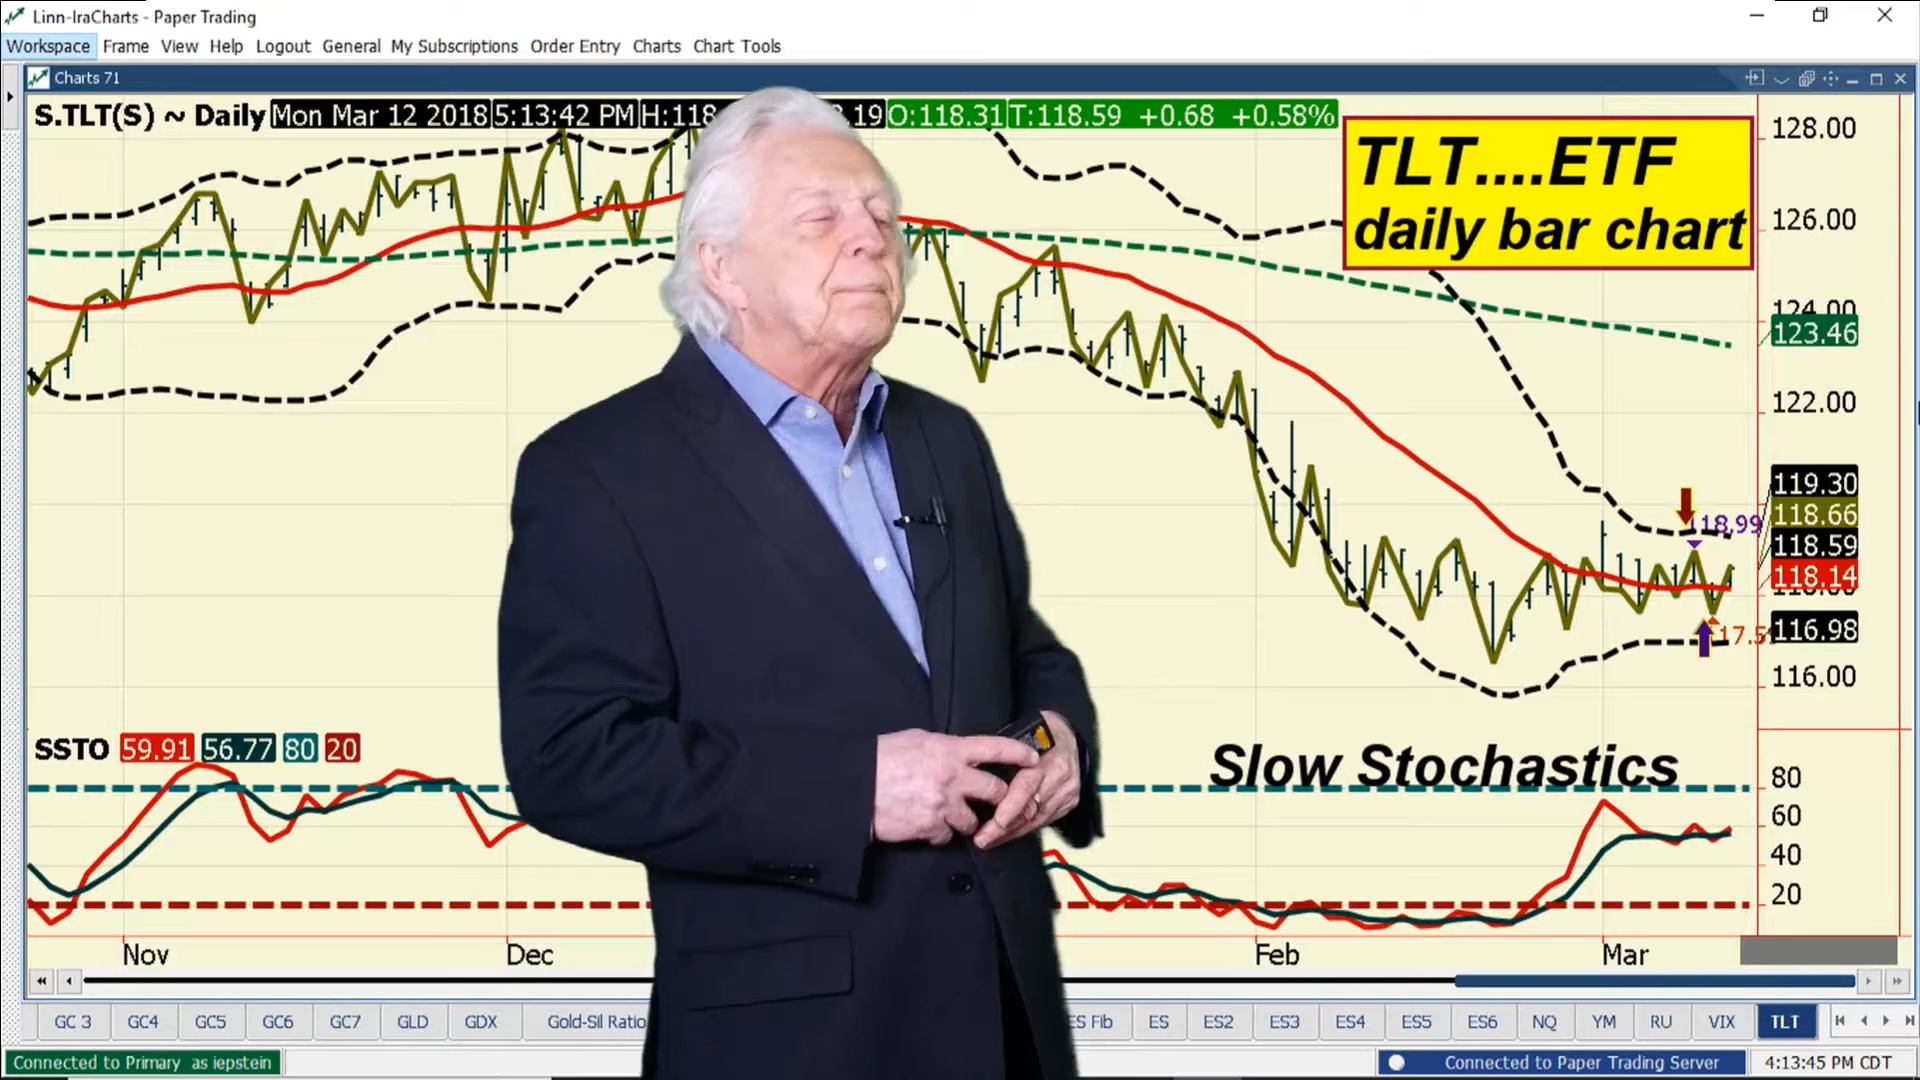 Linn-IraCharts - Paper Trading
Workspace Frame View Help Logout General My Subscriptions Order Entry Charts Chart Tools
Charts 71
S.TLT(S) ~ Daily Mon Mar 12 2018 5:13:42 PM H:118 .19 O:118.31 T:118.59 +0.68 +0.58%
TLT....ETF
daily bar chart
128.00
126.00
124.00
123.46
122.00
119.30
118.66
118.99
118.59
118.14
116.98
116.00
SSTO 59.91 56.77 80 20
Slow Stochastics
80
60
40
20
Nov Dec Feb Mar
GC 3 GC4 GC5 GC6 GC7 GLD GDX Gold-Sil Ratio ES Fib ES ES2 ES3 ES4 ES5 ES6 NQ YM RU VIX TLT
Connected to Primary as iepstein Connected to Paper Trading Server 4:13:45 PM CDT